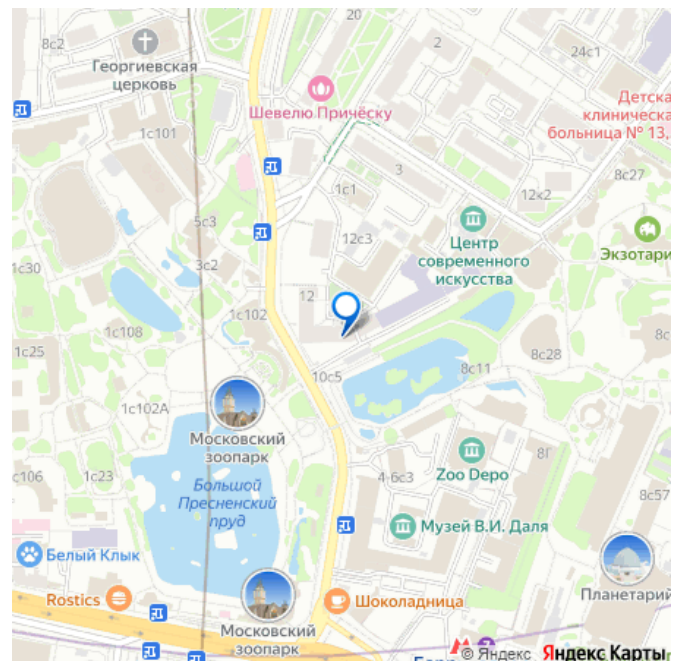 20
2
8с2
24с1
Георгиевская
церковь
Шевелю Причёску
Детска
клиническа
больница № 13,
1с101
3
8с27
1с1
12к2
5с3
12с3
Центр
современного
искусства
Экзотари
3с2
1с30
12
1с108
1с102
8с
1с25
8с28
10с5
8с11
1с102А
Московский
зоопарк
4-6с3
8Г
Zoo Depo
с106
1с23
Большой
Пресненский
пруд
8с57
Музей В.И. Даля
Белый Клык
Планетарий
Rostics
Шоколадница
Московский
зоопарк
© Яндекс Яндекс Карты